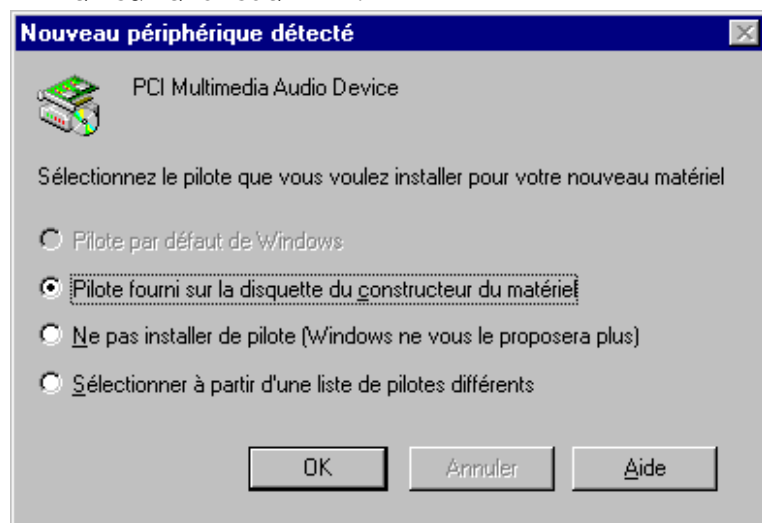 Nouveau périphérique détecté
PCI Multimedia Audio Device
Sélectionnez le pilote que vous voulez installer pour votre nouveau matériel
Pilote par défaut de Windows
Pilote fourni sur la disquette du constructeur du matériel
Ne pas installer de pilote (Windows ne vous le proposera plus)
Sélectionner à partir d'une liste de pilotes différents
OK Annuler Aide